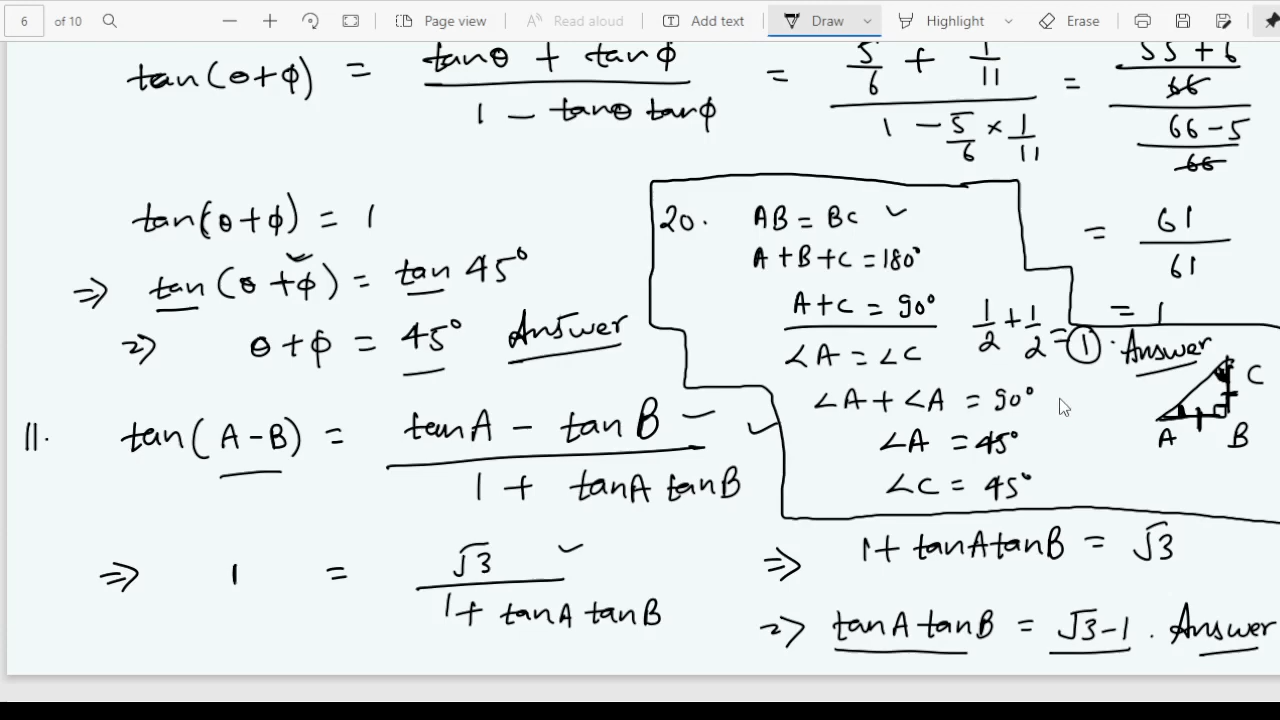 6 of 10 Page view Read aloud Add text Draw Highlight Erase
tan(θ+ϕ) = (tanθ + tanϕ)/(1 − tanθ tanϕ) = (5/6 + 1/11)/(1 − 5/6 × 1/11) = ((55+6)/66)/((66−5)/66)
= 61/61
= 1
tan(θ+ϕ) = 1
⇒ tan(θ+ϕ) = tan 45°
⇒ θ+ϕ = 45° Answer
20. AB = BC ✓
A+B+C = 180°
A+C = 90°
∠A = ∠C
1/2 + 1/2 = 1. Answer
∠A + ∠A = 90°
∠A = 45°
∠C = 45°
C
A B
11. tan(A−B) = (tanA − tanB)/(1 + tanA tanB) ✓
⇒ 1 = √3/(1 + tanA tanB) ✓
⇒ 1 + tanA tanB = √3
⇒ tanA tanB = √3−1. Answer